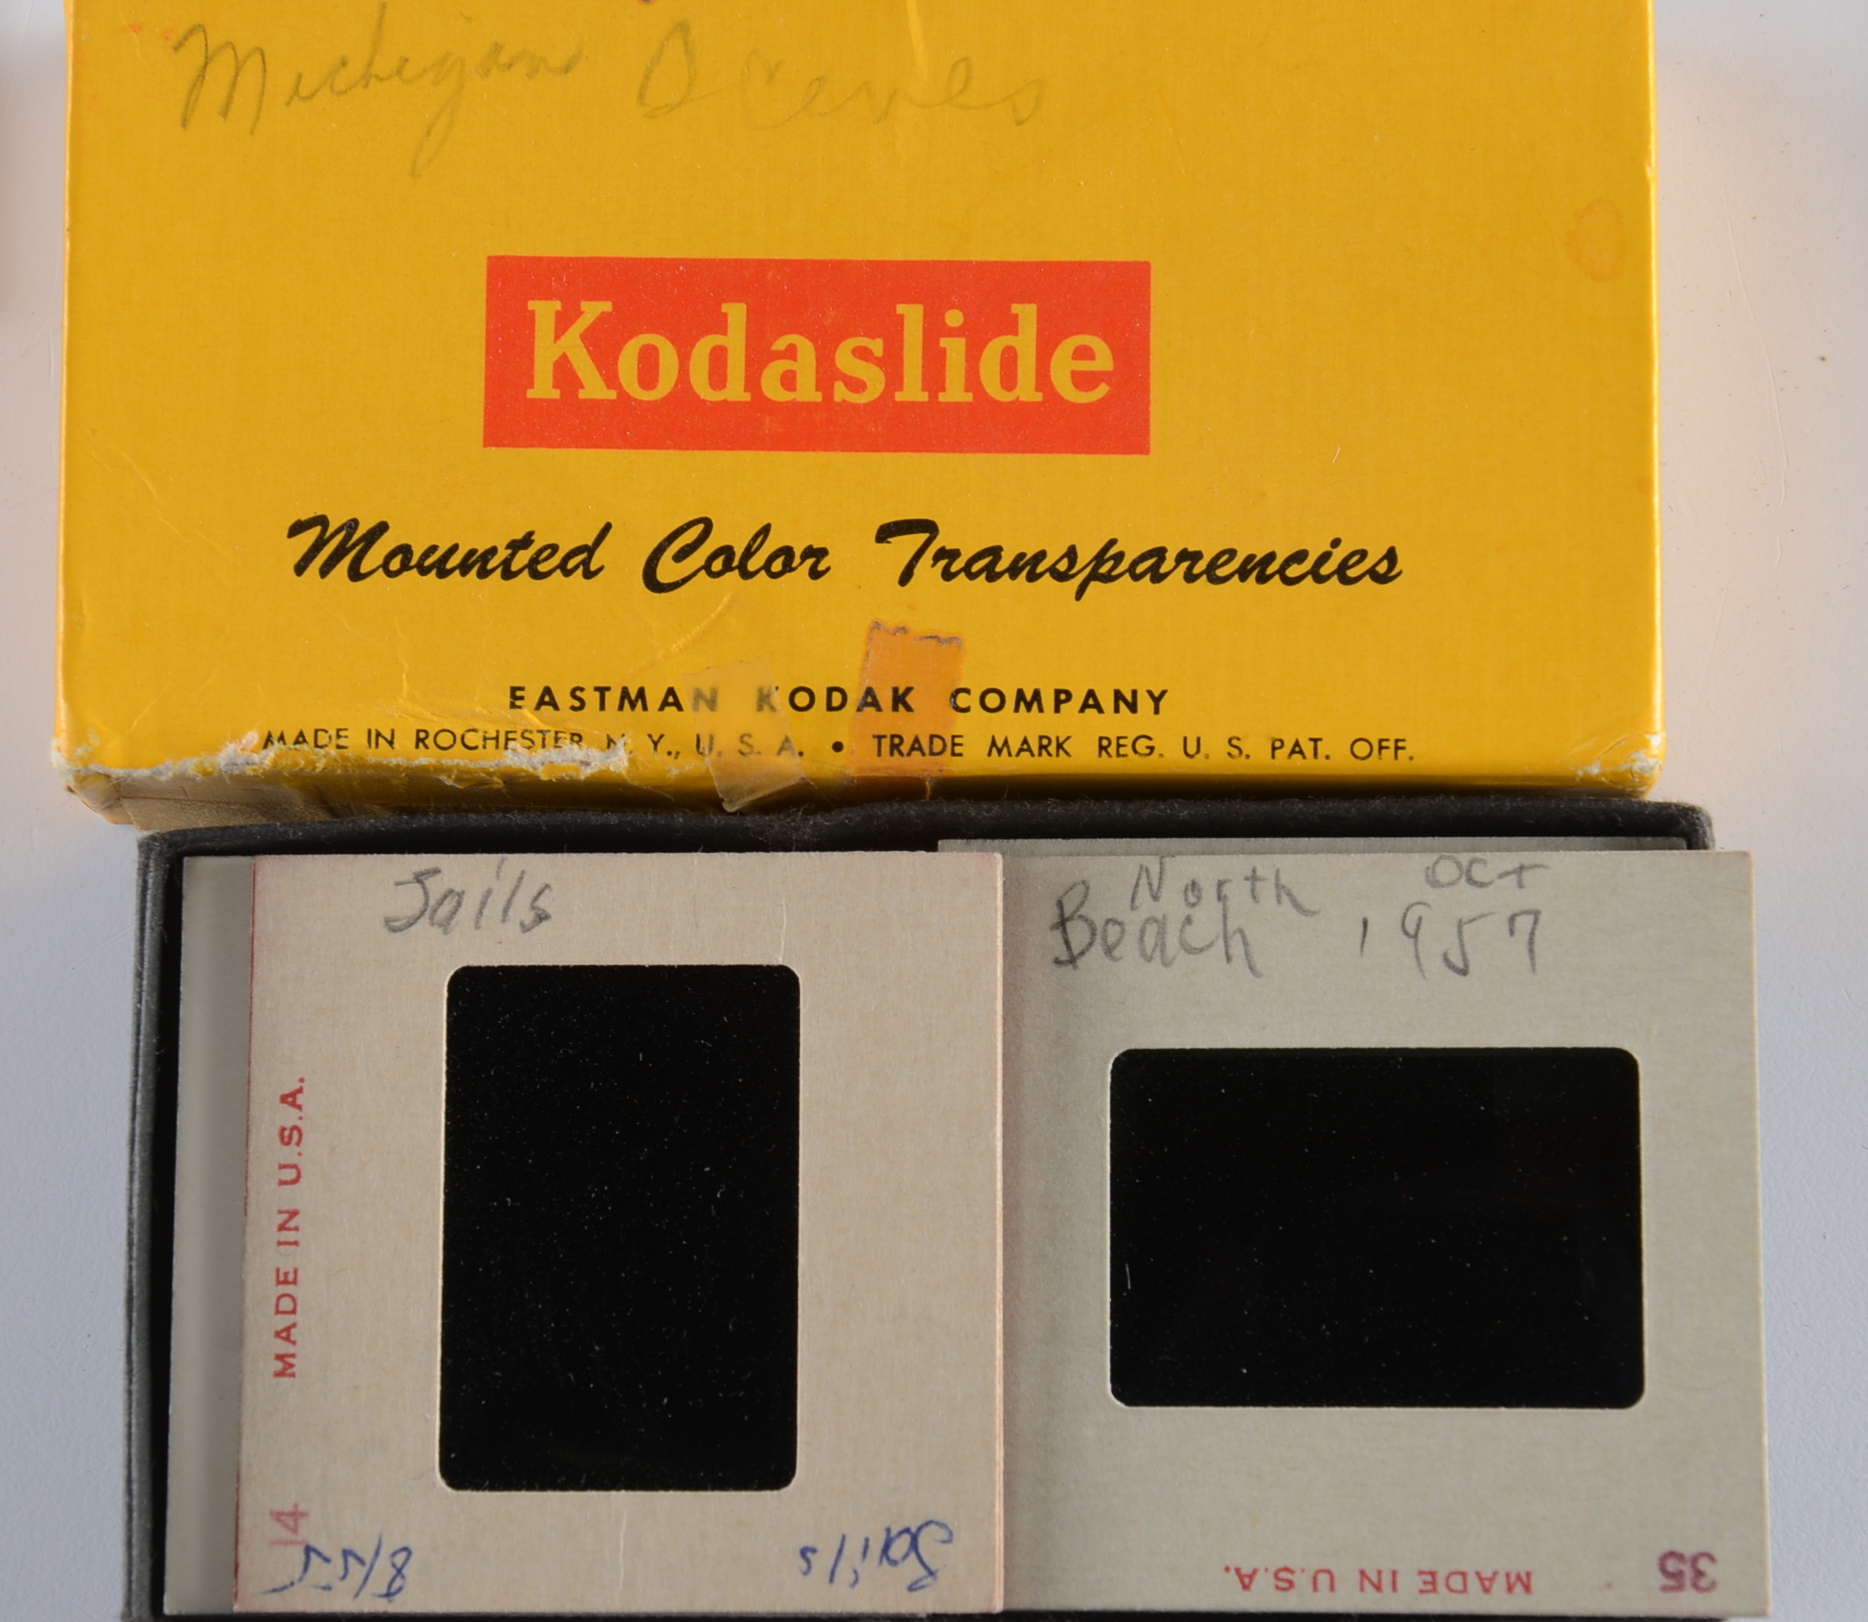 Michigan Scenes
Kodaslide
Mounted Color Transparencies
EASTMAN KODAK COMPANY
MADE IN ROCHESTER, N. Y., U. S. A. • TRADE MARK REG. U. S. PAT. OFF.
Sails
MADE IN U.S.A.
14
8/55
Sails
North
Beach
OCT
1957
MADE IN U.S.A.
35